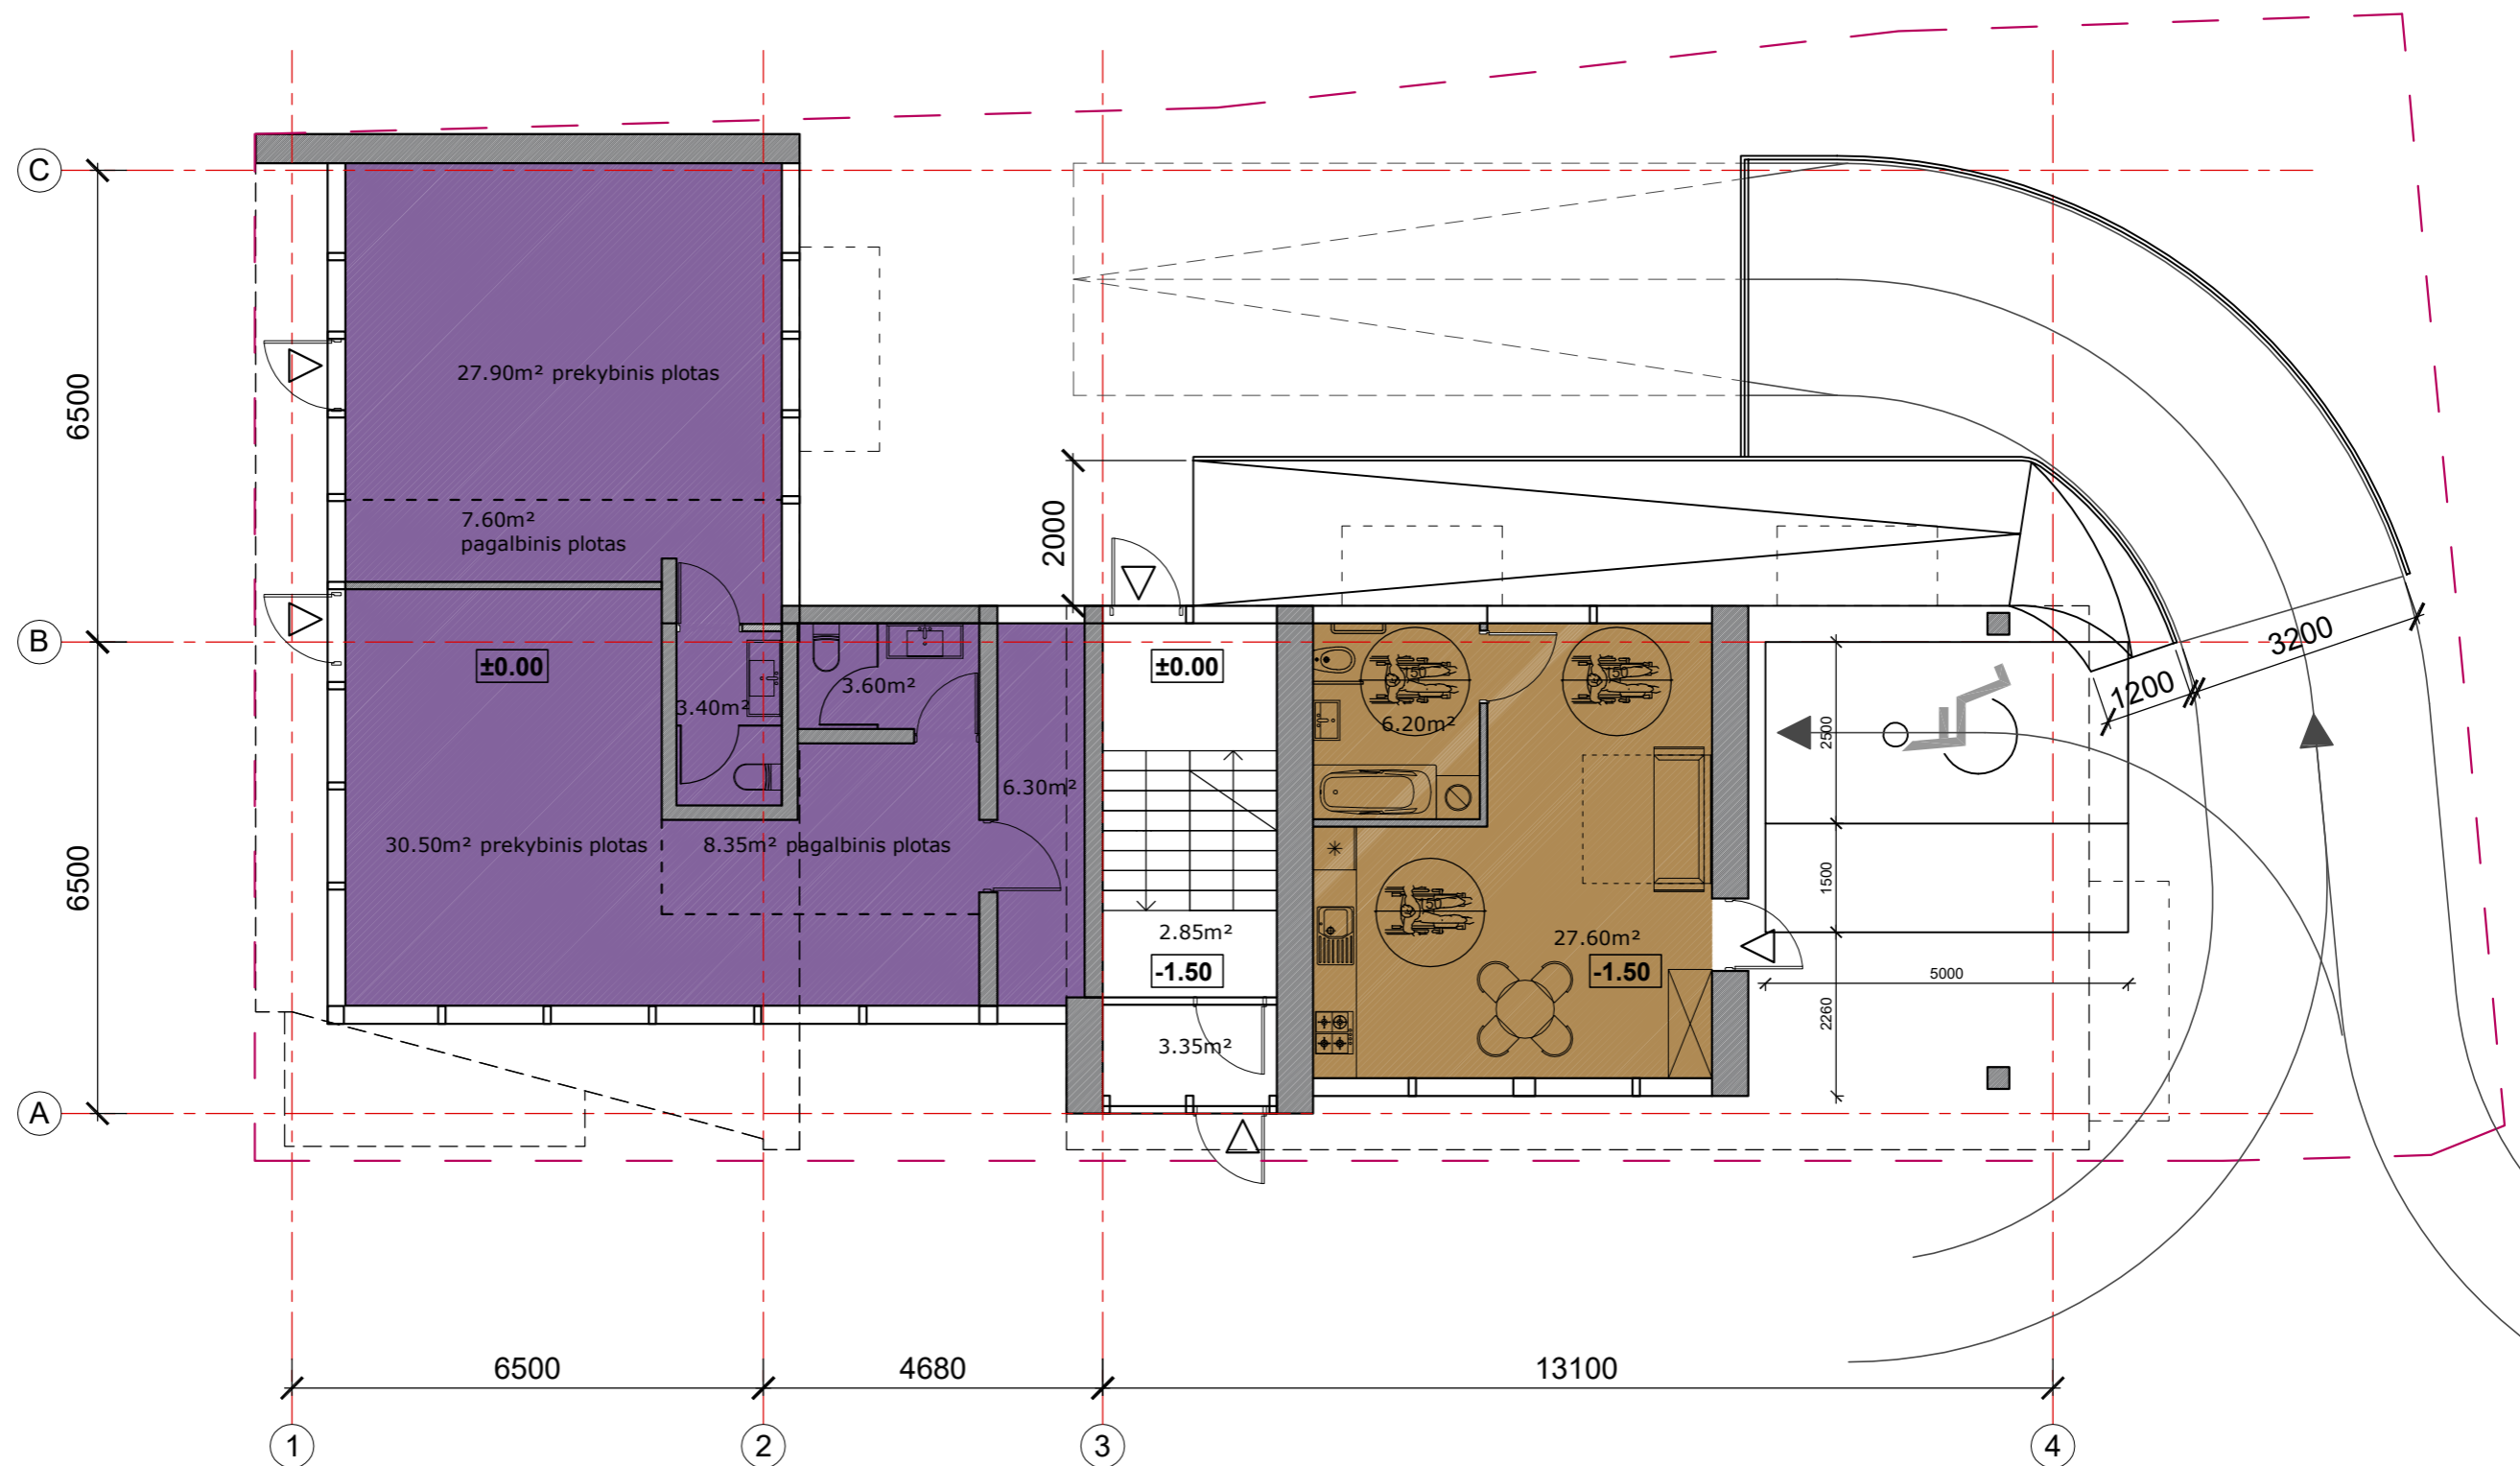 C
27.90m² prekybinis plotas
6500
7.60m²
pagalbinis plotas
2000
B
±0.00
±0.00
3200
3.60m²
1200
3.40m²
6.20m²
2500
6.30m²
30.50m² prekybinis plotas
8.35m² pagalbinis plotas
6500
1500
2.85m²
27.60m²
-1.50
-1.50
5000
2260
3.35m²
A
6500
4680
13100
1
2
3
4